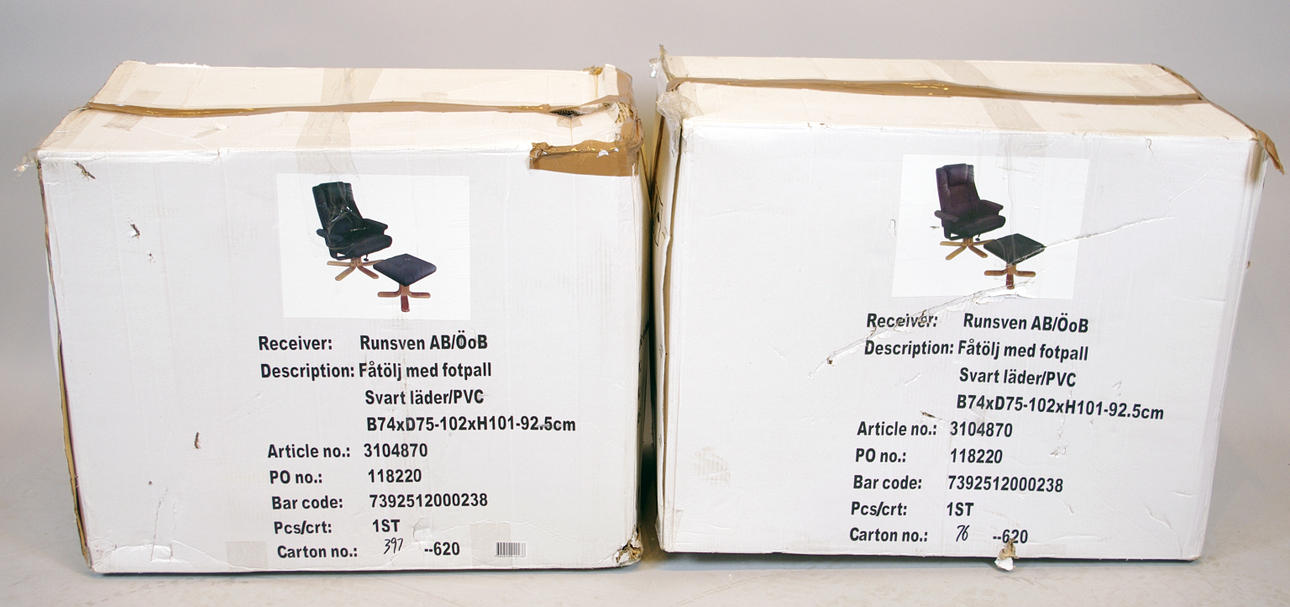 Receiver: Runsven AB/ÖoB
Description: Fåtölj med fotpall
Svart läder/PVC
B74xD75-102xH101-92.5cm
Article no.: 3104870
PO no.: 118220
Bar code: 7392512000238
Pcs/crt: 1ST
Carton no.: 397 --620
Receiver: Runsven AB/ÖoB
Description: Fåtölj med fotpall
Svart läder/PVC
B74xD75-102xH101-92.5cm
Article no.: 3104870
PO no.: 118220
Bar code: 7392512000238
Pcs/crt: 1ST
Carton no.: 76 --620